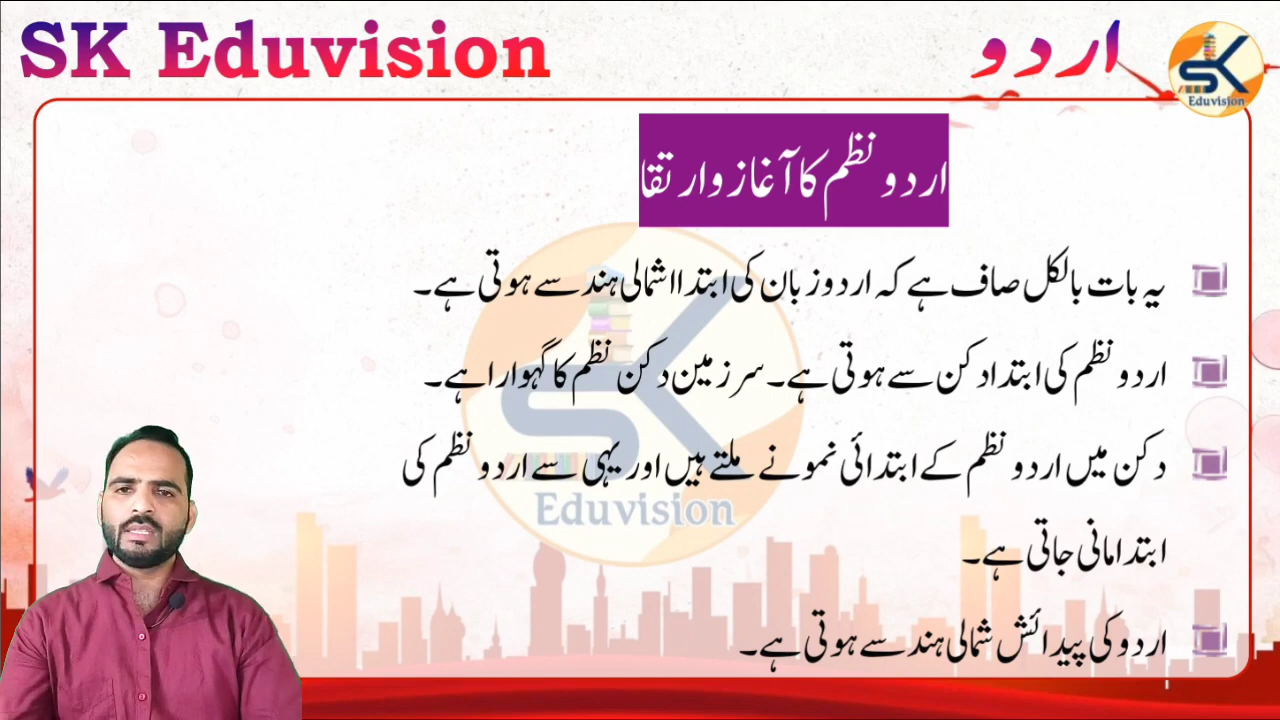 SK Eduvision
اردو
SK
Eduvision
اردو نظم کا آغاز وارتقا
یہ بات بالکل صاف ہے کہ اردو زبان کی ابتدا اشمالی ہند سے ہوتی ہے۔
اردو نظم کی ابتدا دکن سے ہوتی ہے۔ سرزمین دکن نظم کا گہوارا ہے۔
دکن میں اردو نظم کے ابتدائی نمونے ملتے ہیں اور یہی سے اردو نظم کی
ابتدا مانی جاتی ہے۔
اردو کی پیدائش شمالی ہند سے ہوتی ہے۔
SK
Eduvision